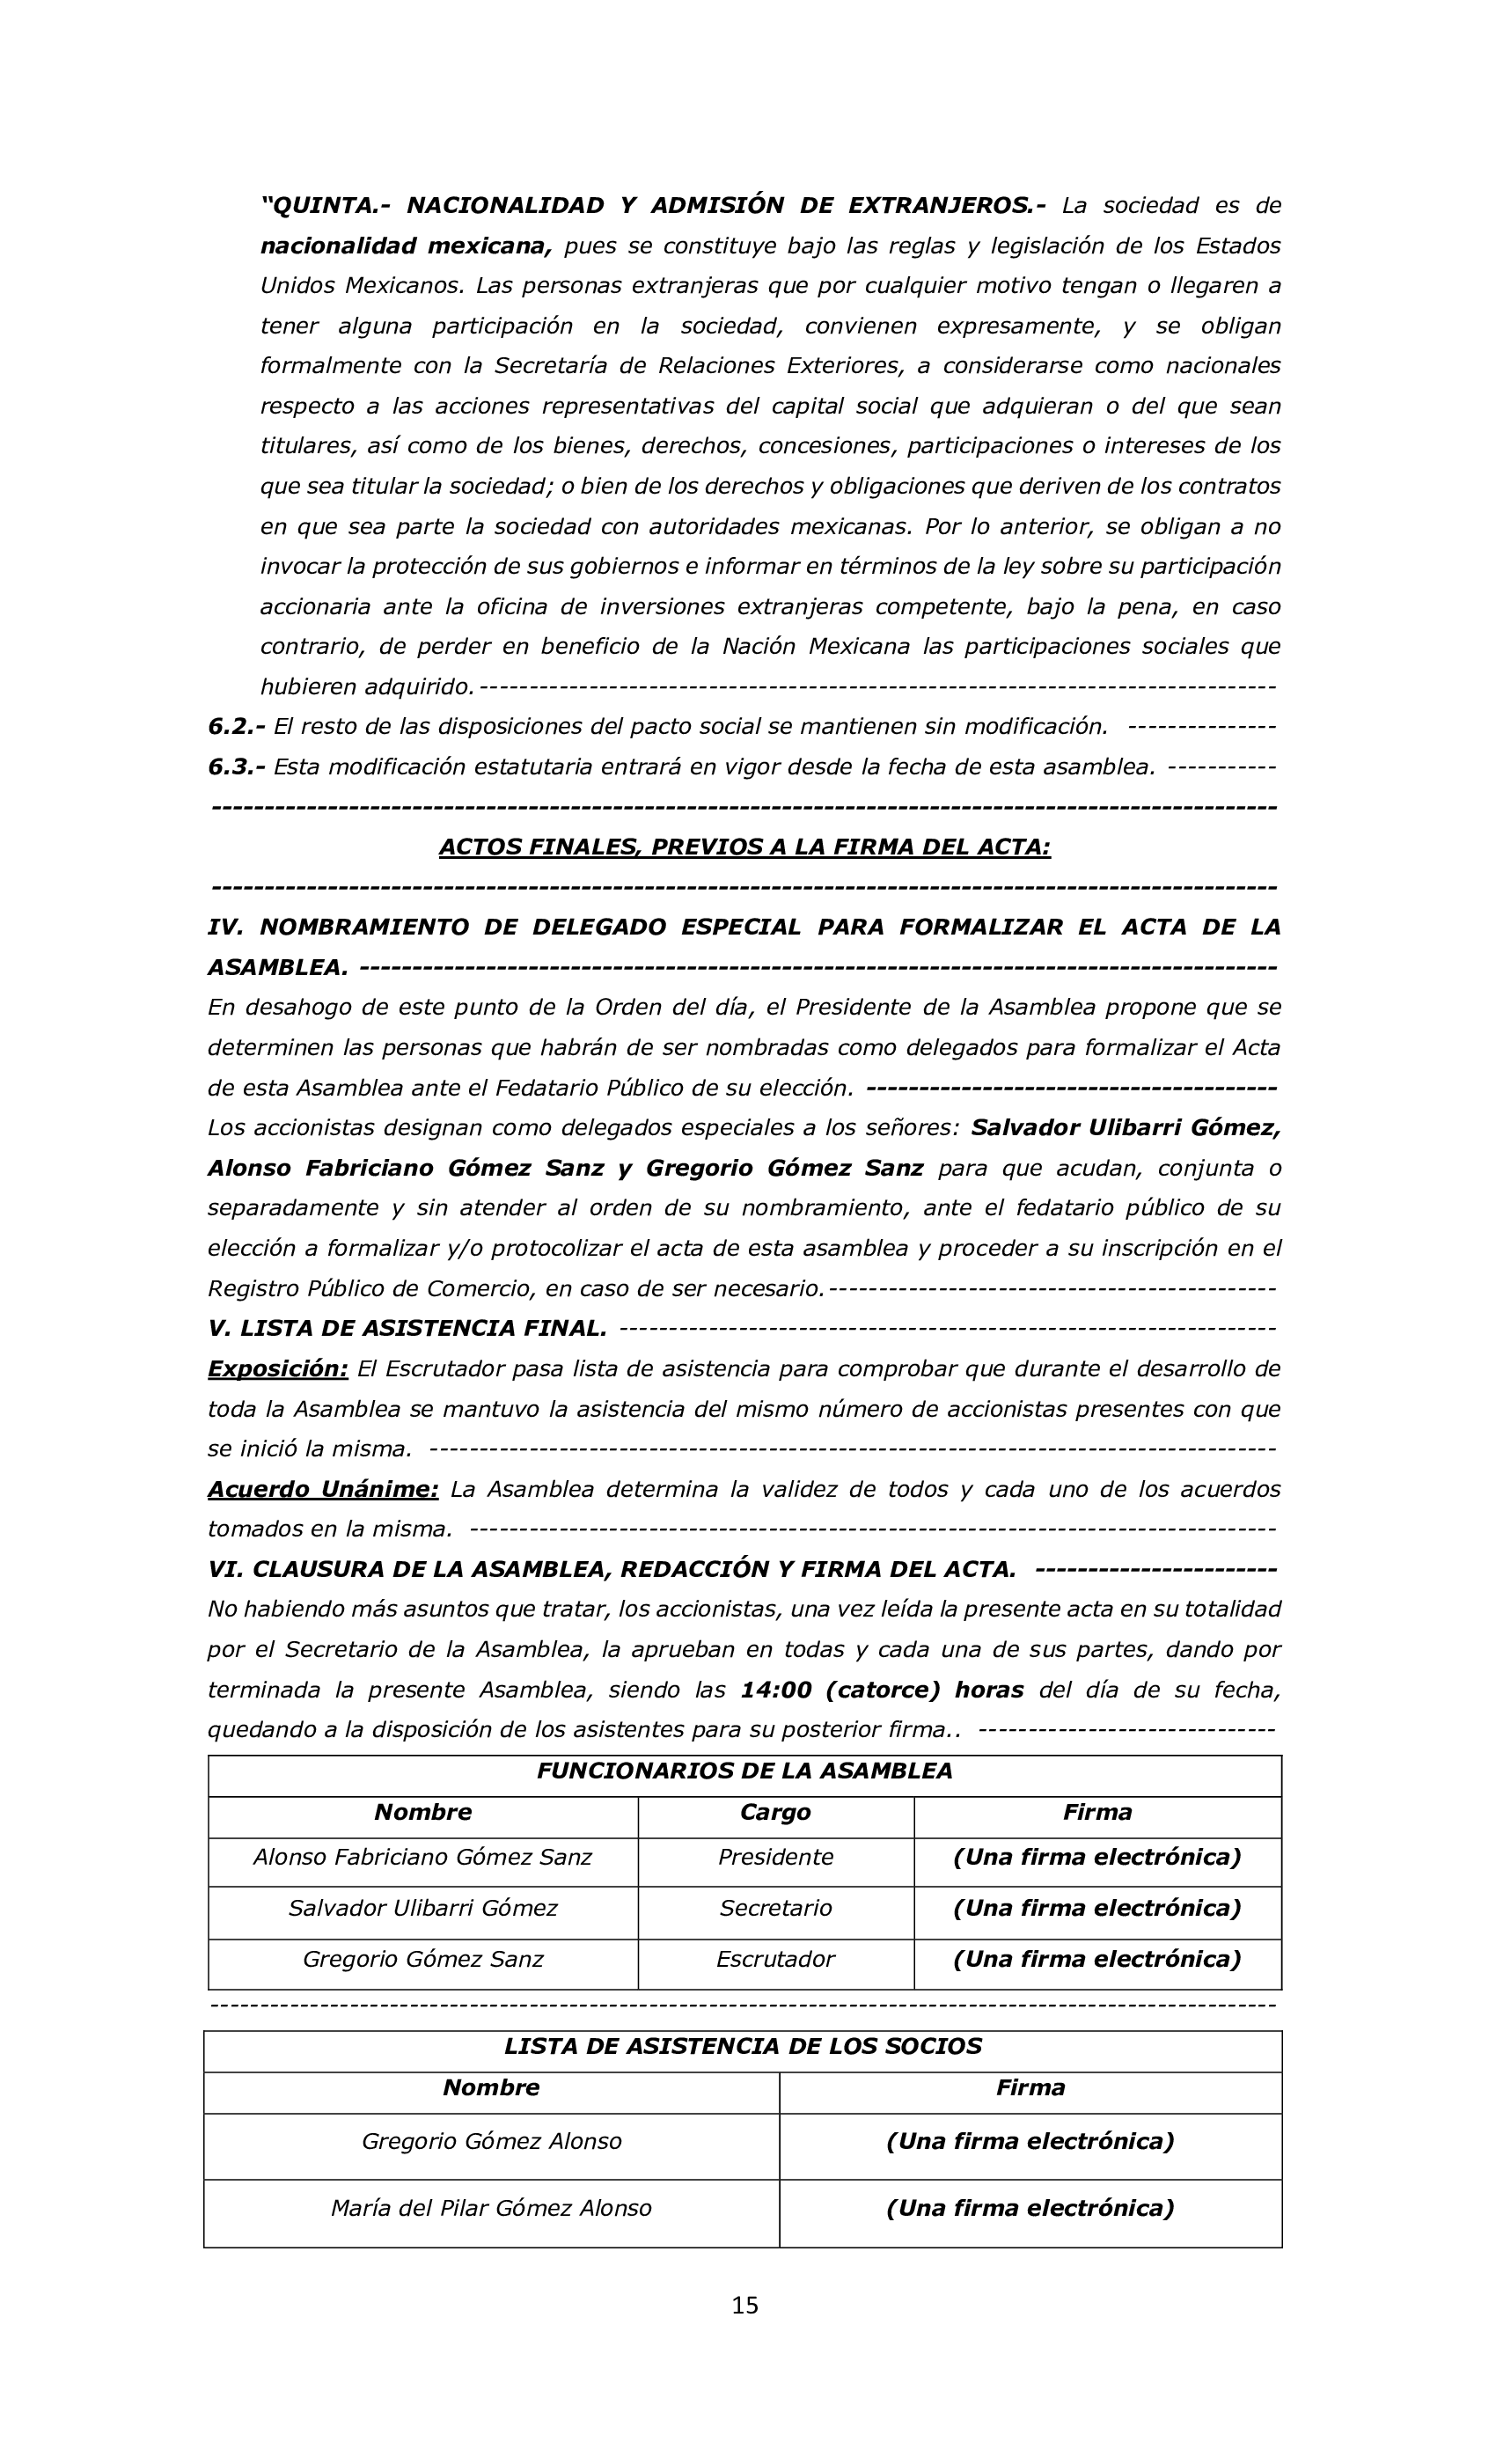 “QUINTA.- NACIONALIDAD Y ADMISIÓN DE EXTRANJEROS.- La sociedad es de
nacionalidad mexicana, pues se constituye bajo las reglas y legislación de los Estados
Unidos Mexicanos. Las personas extranjeras que por cualquier motivo tengan o llegaren a
tener alguna participación en la sociedad, convienen expresamente, y se obligan
formalmente con la Secretaría de Relaciones Exteriores, a considerarse como nacionales
respecto a las acciones representativas del capital social que adquieran o del que sean
titulares, así como de los bienes, derechos, concesiones, participaciones o intereses de los
que sea titular la sociedad; o bien de los derechos y obligaciones que deriven de los contratos
en que sea parte la sociedad con autoridades mexicanas. Por lo anterior, se obligan a no
invocar la protección de sus gobiernos e informar en términos de la ley sobre su participación
accionaria ante la oficina de inversiones extranjeras competente, bajo la pena, en caso
contrario, de perder en beneficio de la Nación Mexicana las participaciones sociales que
hubieren adquirido. --------------------------------------------------------------------------------
6.2.- El resto de las disposiciones del pacto social se mantienen sin modificación. ---------------
6.3.- Esta modificación estatutaria entrará en vigor desde la fecha de esta asamblea. -----------
-----------------------------------------------------------------------------------------------------
ACTOS FINALES, PREVIOS A LA FIRMA DEL ACTA:
-----------------------------------------------------------------------------------------------------
IV. NOMBRAMIENTO DE DELEGADO ESPECIAL PARA FORMALIZAR EL ACTA DE LA
ASAMBLEA. ---------------------------------------------------------------------------------------
En desahogo de este punto de la Orden del día, el Presidente de la Asamblea propone que se
determinen las personas que habrán de ser nombradas como delegados para formalizar el Acta
de esta Asamblea ante el Fedatario Público de su elección. ---------------------------------------
Los accionistas designan como delegados especiales a los señores: Salvador Ulibarri Gómez,
Alonso Fabriciano Gómez Sanz y Gregorio Gómez Sanz para que acudan, conjunta o
separadamente y sin atender al orden de su nombramiento, ante el fedatario público de su
elección a formalizar y/o protocolizar el acta de esta asamblea y proceder a su inscripción en el
Registro Público de Comercio, en caso de ser necesario. ---------------------------------------------
V. LISTA DE ASISTENCIA FINAL. ------------------------------------------------------------------
Exposición: El Escrutador pasa lista de asistencia para comprobar que durante el desarrollo de
toda la Asamblea se mantuvo la asistencia del mismo número de accionistas presentes con que
se inició la misma. -------------------------------------------------------------------------------------
Acuerdo Unánime: La Asamblea determina la validez de todos y cada uno de los acuerdos
tomados en la misma. ---------------------------------------------------------------------------------
VI. CLAUSURA DE LA ASAMBLEA, REDACCIÓN Y FIRMA DEL ACTA. -----------------------
No habiendo más asuntos que tratar, los accionistas, una vez leída la presente acta en su totalidad
por el Secretario de la Asamblea, la aprueban en todas y cada una de sus partes, dando por
terminada la presente Asamblea, siendo las 14:00 (catorce) horas del día de su fecha,
quedando a la disposición de los asistentes para su posterior firma.. ------------------------------
FUNCIONARIOS DE LA ASAMBLEA
Nombre Cargo Firma
Alonso Fabriciano Gómez Sanz Presidente (Una firma electrónica)
Salvador Ulibarri Gómez Secretario (Una firma electrónica)
Gregorio Gómez Sanz Escrutador (Una firma electrónica)
-----------------------------------------------------------------------------------------------------------
LISTA DE ASISTENCIA DE LOS SOCIOS
Nombre Firma
Gregorio Gómez Alonso (Una firma electrónica)
María del Pilar Gómez Alonso (Una firma electrónica)
15